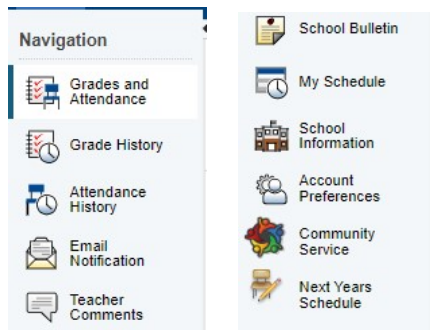 Navigation
Grades and
Attendance
Grade History
Attendance
History
Email
Notification
Teacher
Comments
School Bulletin
My Schedule
School
Information
Account
Preferences
Community
Service
Next Years
Schedule